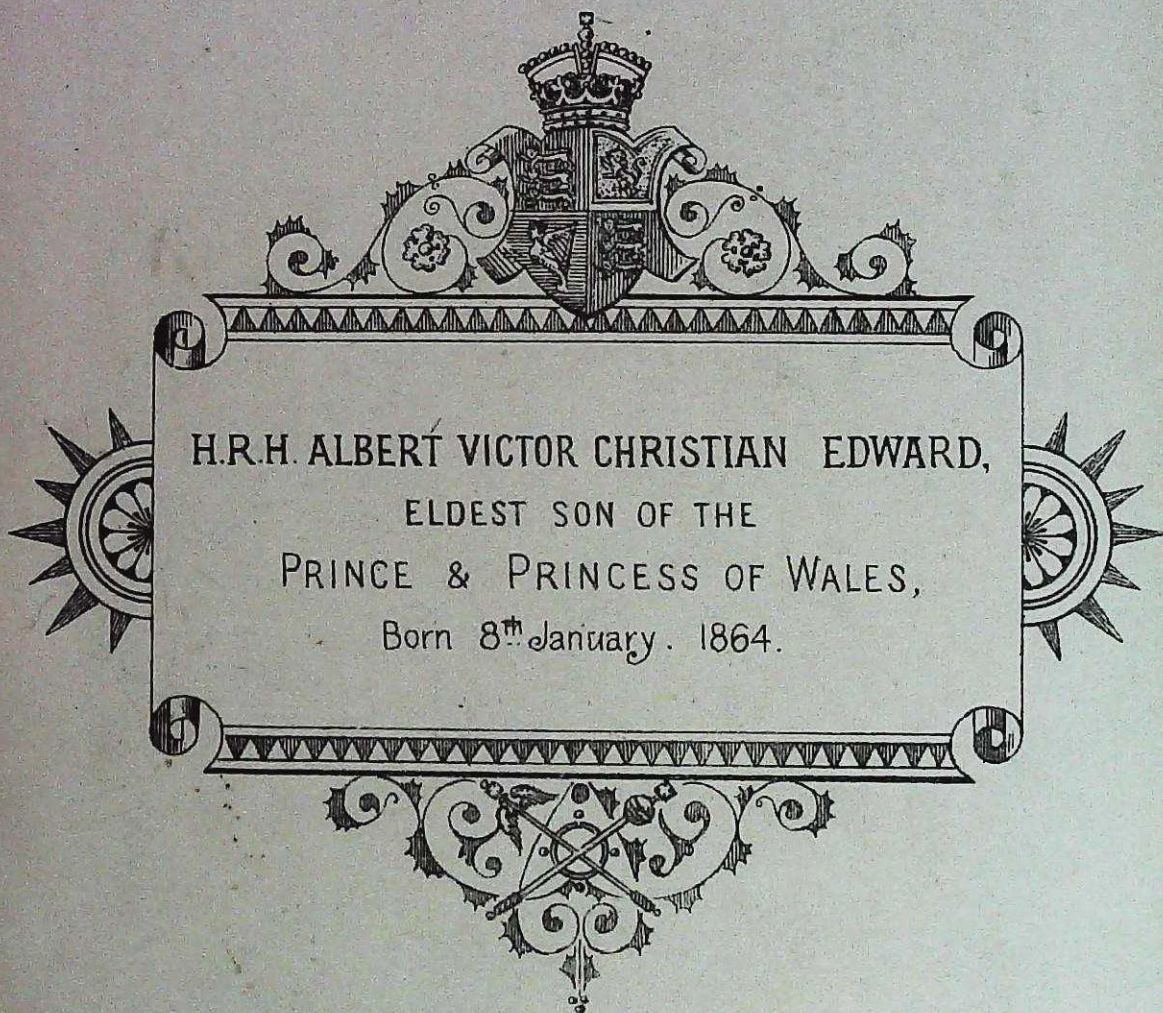 H.R.H. ALBERT VICTOR CHRISTIAN EDWARD,
ELDEST SON OF THE
PRINCE & PRINCESS OF WALES,
Born 8th January. 1864.